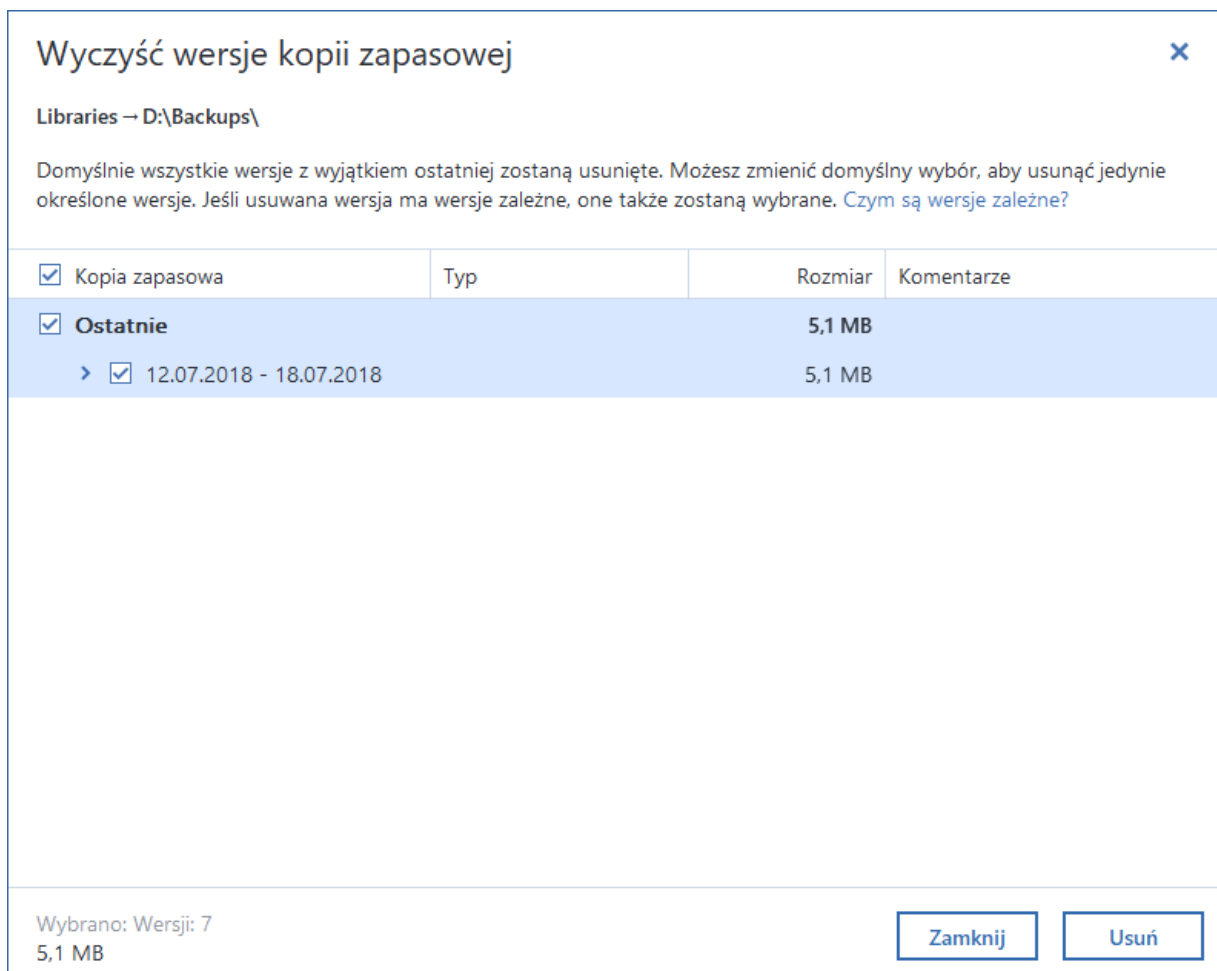 Wyczyść wersje kopii zapasowej
Libraries → D:\Backups\
Domyślnie wszystkie wersje z wyjątkiem ostatniej zostaną usunięte. Możesz zmienić domyślny wybór, aby usunąć jedynie
określone wersje. Jeśli usuwana wersja ma wersje zależne, one także zostaną wybrane. Czym są wersje zależne?
Kopia zapasowa Typ Rozmiar Komentarze
Ostatnie 5,1 MB
12.07.2018 - 18.07.2018 5,1 MB
Wybrano: Wersji: 7
5,1 MB
Zamknij Usuń